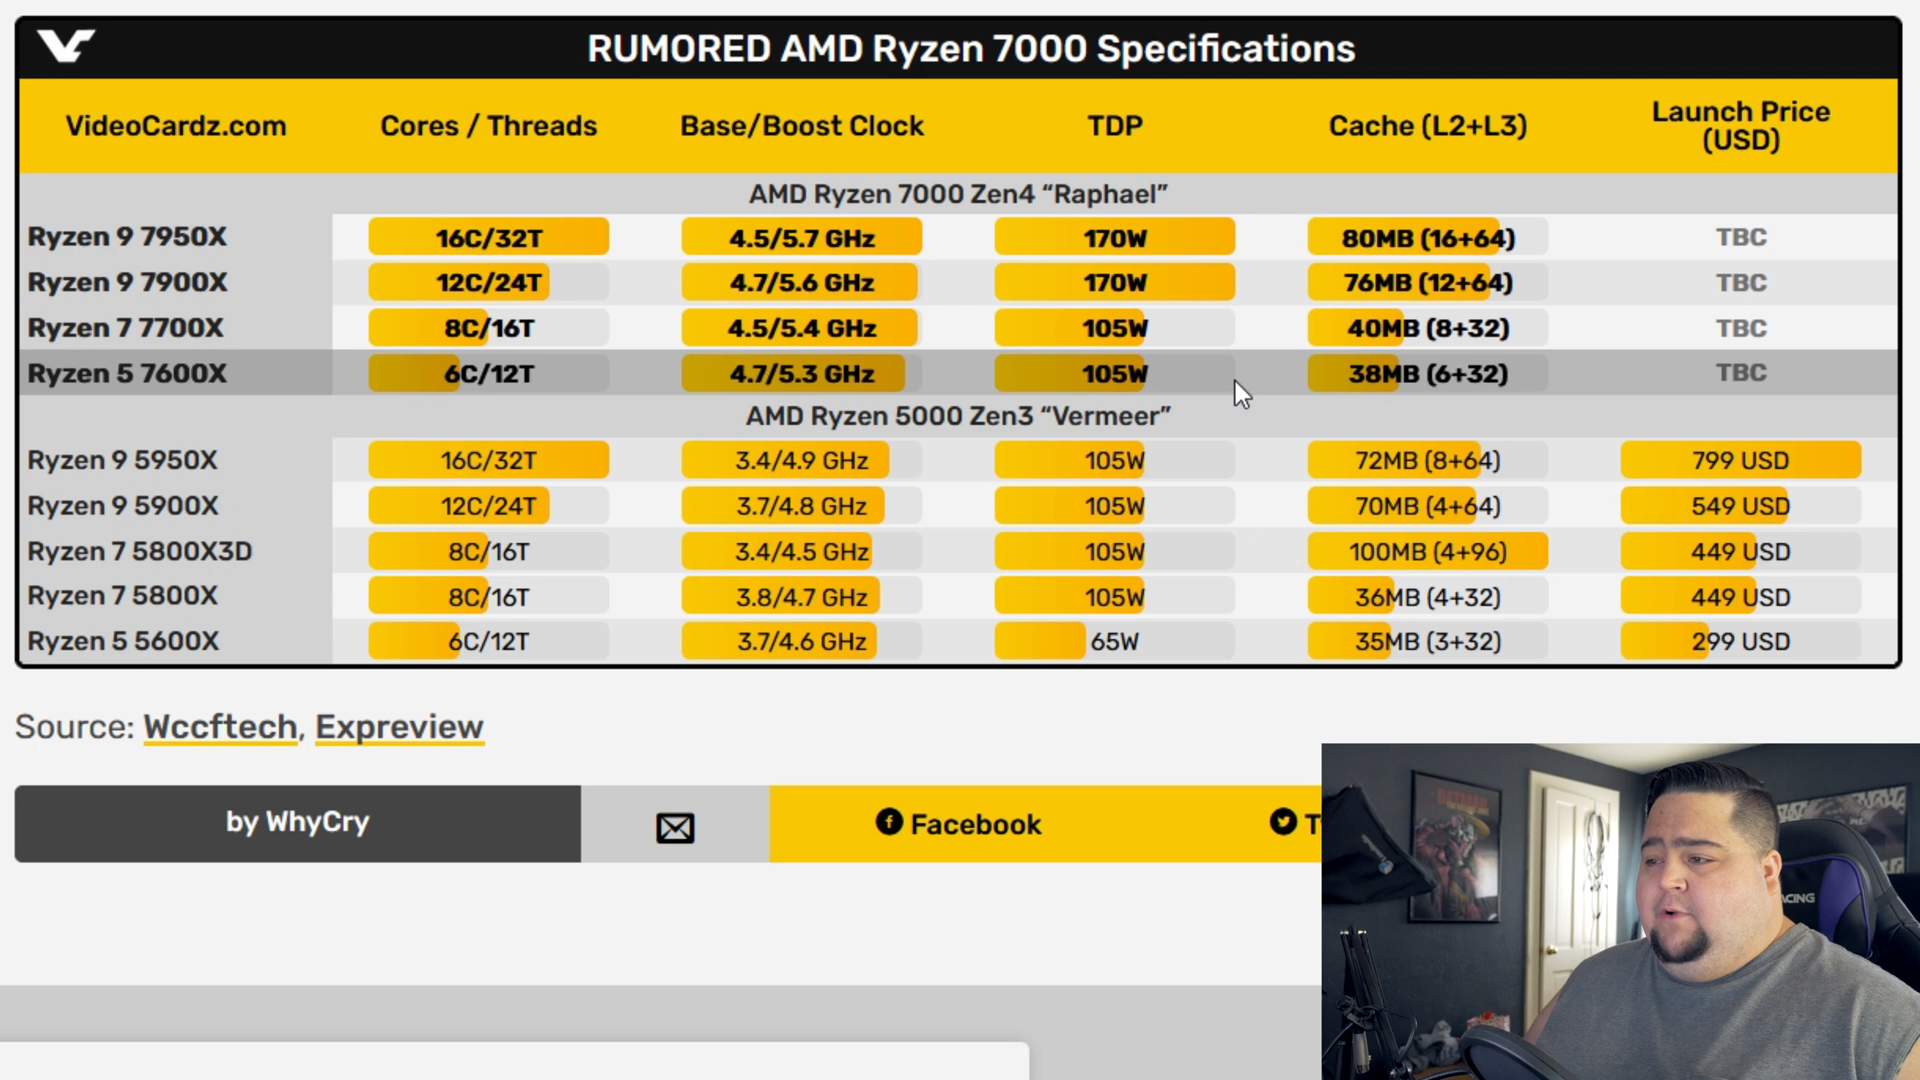 RUMORED AMD Ryzen 7000 Specifications
VideoCardz.com Cores / Threads Base/Boost Clock TDP Cache (L2+L3) Launch Price (USD)
AMD Ryzen 7000 Zen4 “Raphael”
Ryzen 9 7950X 16C/32T 4.5/5.7 GHz 170W 80MB (16+64) TBC
Ryzen 9 7900X 12C/24T 4.7/5.6 GHz 170W 76MB (12+64) TBC
Ryzen 7 7700X 8C/16T 4.5/5.4 GHz 105W 40MB (8+32) TBC
Ryzen 5 7600X 6C/12T 4.7/5.3 GHz 105W 38MB (6+32) TBC
AMD Ryzen 5000 Zen3 “Vermeer”
Ryzen 9 5950X 16C/32T 3.4/4.9 GHz 105W 72MB (8+64) 799 USD
Ryzen 9 5900X 12C/24T 3.7/4.8 GHz 105W 70MB (4+64) 549 USD
Ryzen 7 5800X3D 8C/16T 3.4/4.5 GHz 105W 100MB (4+96) 449 USD
Ryzen 7 5800X 8C/16T 3.8/4.7 GHz 105W 36MB (4+32) 449 USD
Ryzen 5 5600X 6C/12T 3.7/4.6 GHz 65W 35MB (3+32) 299 USD
Source: Wccftech, Expreview
by WhyCry Facebook T
ACING